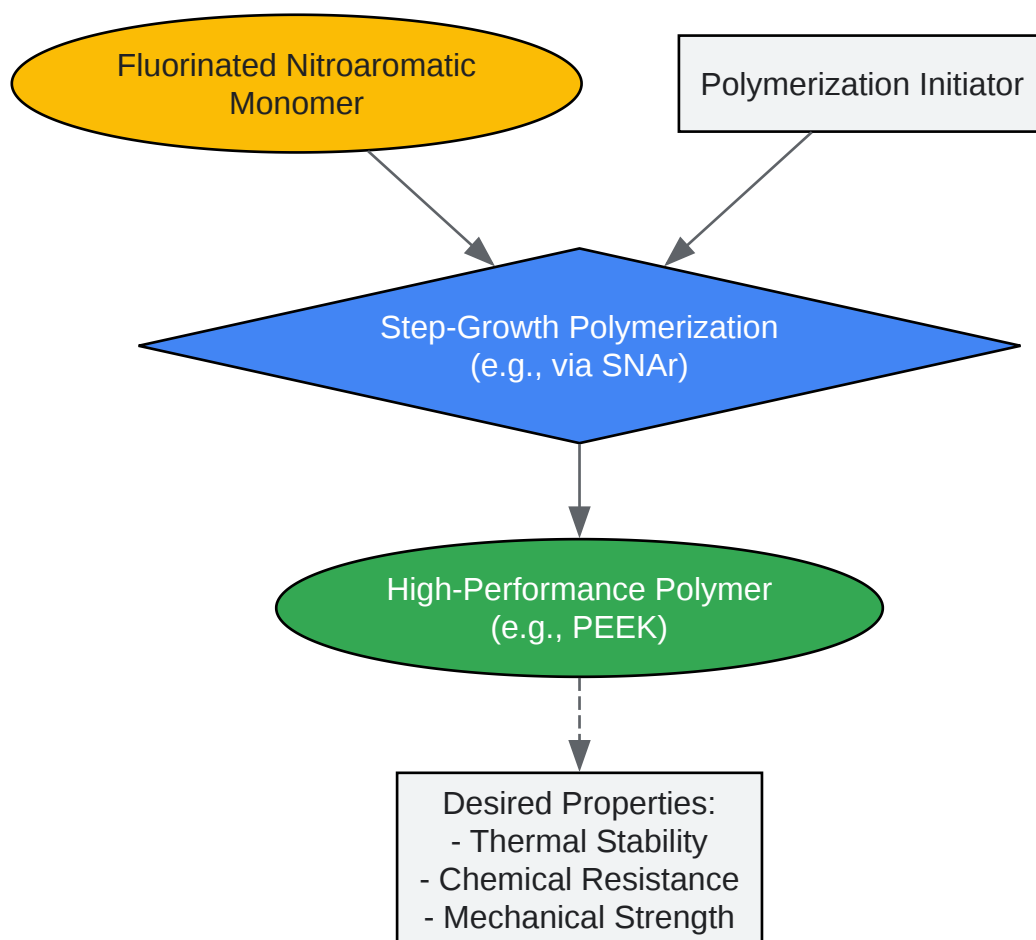 Fluorinated Nitroaromatic
Monomer
Polymerization Initiator
Step-Growth Polymerization
(e.g., via SNAr)
High-Performance Polymer
(e.g., PEEK)
Desired Properties:
- Thermal Stability
- Chemical Resistance
- Mechanical Strength